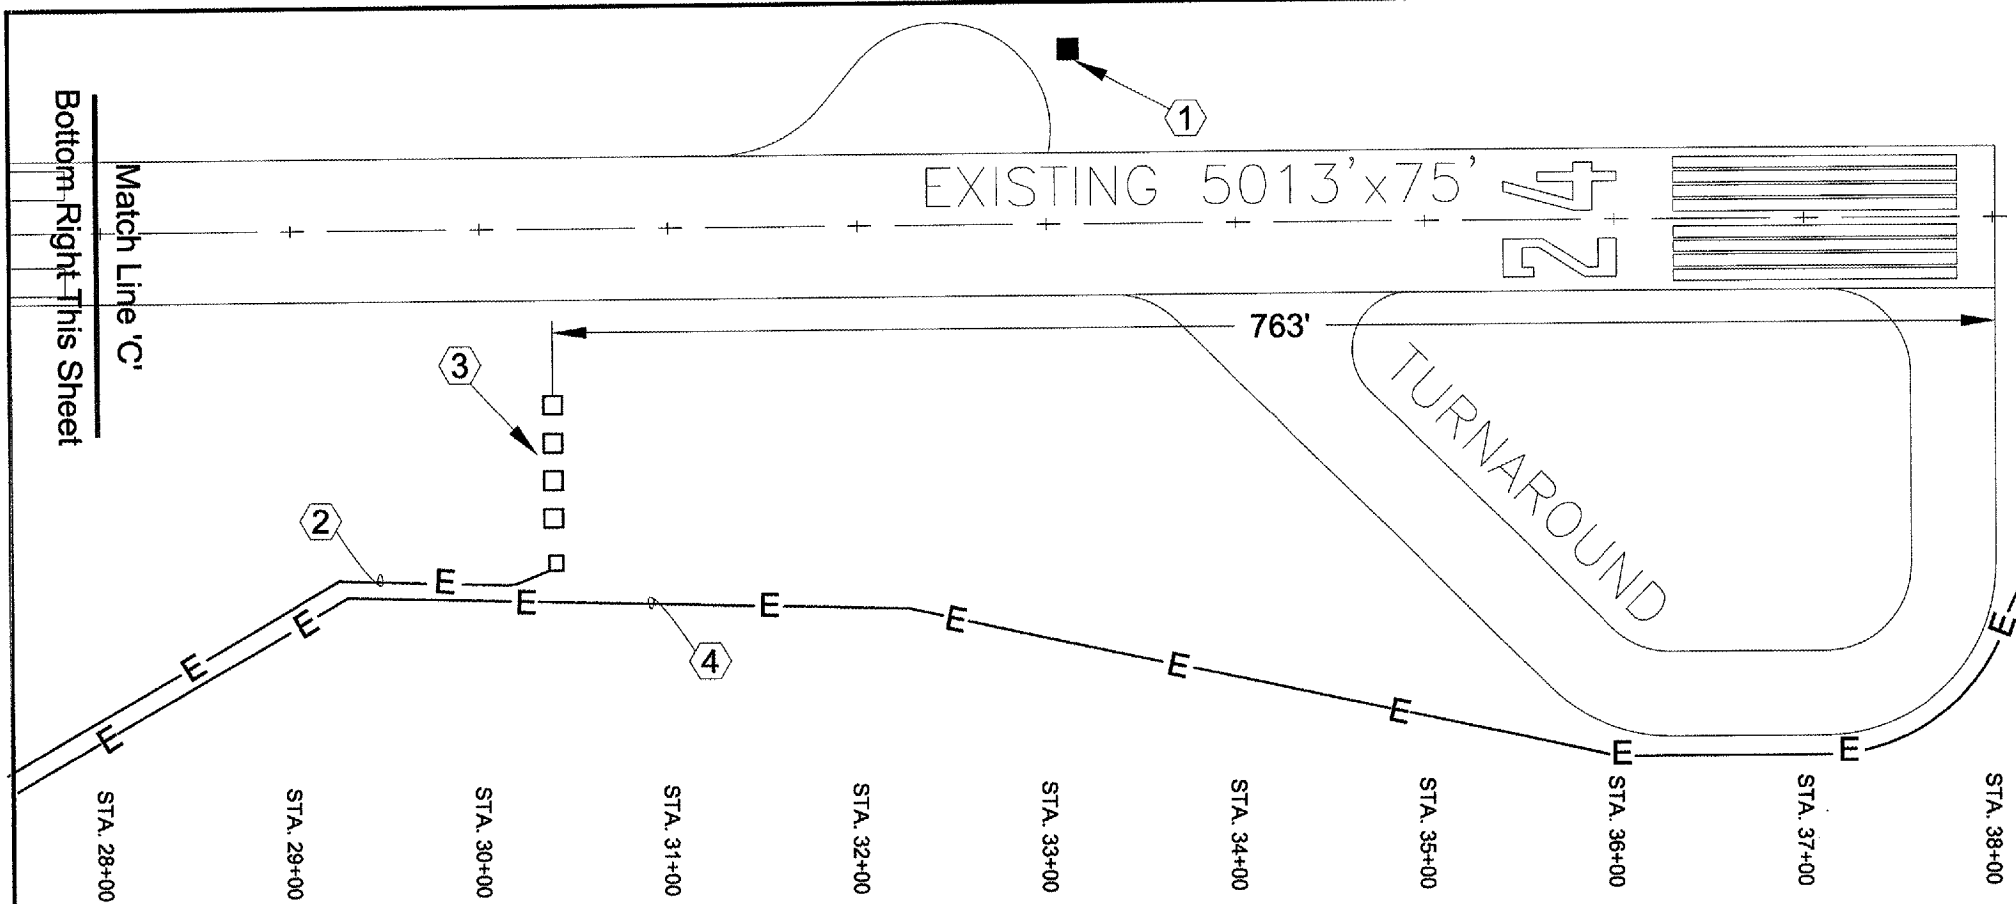 1
EXISTING 5013'x75'
24
Match Line 'C'
Bottom Right This Sheet
763'
3
TURNAROUND
2
E
E
E
E
E
E
E
E
E
E
E
E
4
STA. 28+00
STA. 29+00
STA. 30+00
STA. 31+00
STA. 32+00
STA. 33+00
STA. 34+00
STA. 35+00
STA. 36+00
STA. 37+00
STA. 38+00